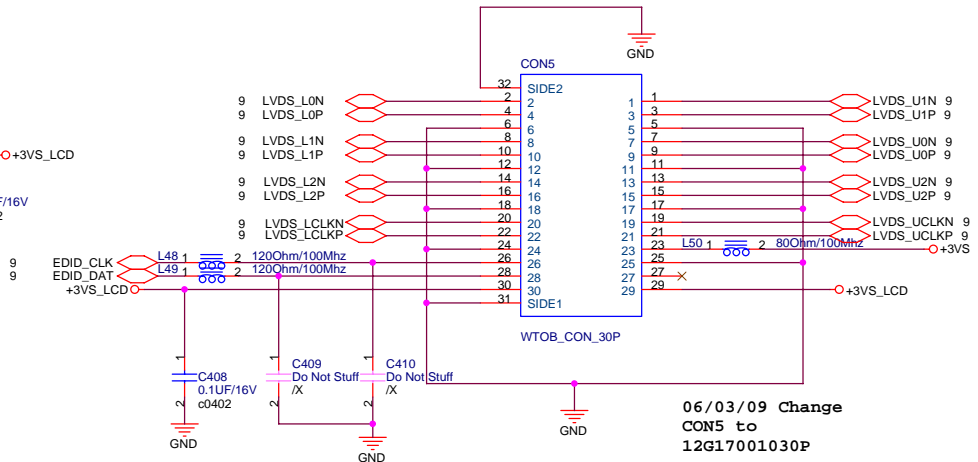 GND
CON5
32 SIDE2
9 LVDS_L0N 2 2 1 1 LVDS_U1N 9
9 LVDS_L0P 4 4 3 3 LVDS_U1P 9
6 6 5 5
9 LVDS_L1N 8 8 7 7 LVDS_U0N 9
9 LVDS_L1P 10 10 9 9 LVDS_U0P 9
+3VS_LCD
12 12 11 11
9 LVDS_L2N 14 14 13 13 LVDS_U2N 9
9 LVDS_L2P 16 16 15 15 LVDS_U2P 9
18 18 17 17
9 LVDS_LCLKN 20 20 19 19 LVDS_UCLKN 9
9 LVDS_LCLKP 22 22 21 21 LVDS_UCLKP 9
24 24 23 23 L50 1 2 80Ohm/100Mhz +3VS
9 EDID_CLK L48 1 2 120Ohm/100Mhz 26 26 25 25
9 EDID_DAT L49 1 2 120Ohm/100Mhz 28 28 27 27
+3VS_LCD 30 30 29 29 +3VS_LCD
31 SIDE1
/16V
2
WTOB_CON_30P
1 C408 2
0.1UF/16V
c0402
GND
1 C409 2
Do Not Stuff
/X
1 C410 2
Do Not Stuff
/X
GND
GND
06/03/09 Change
CON5 to
12G17001030P